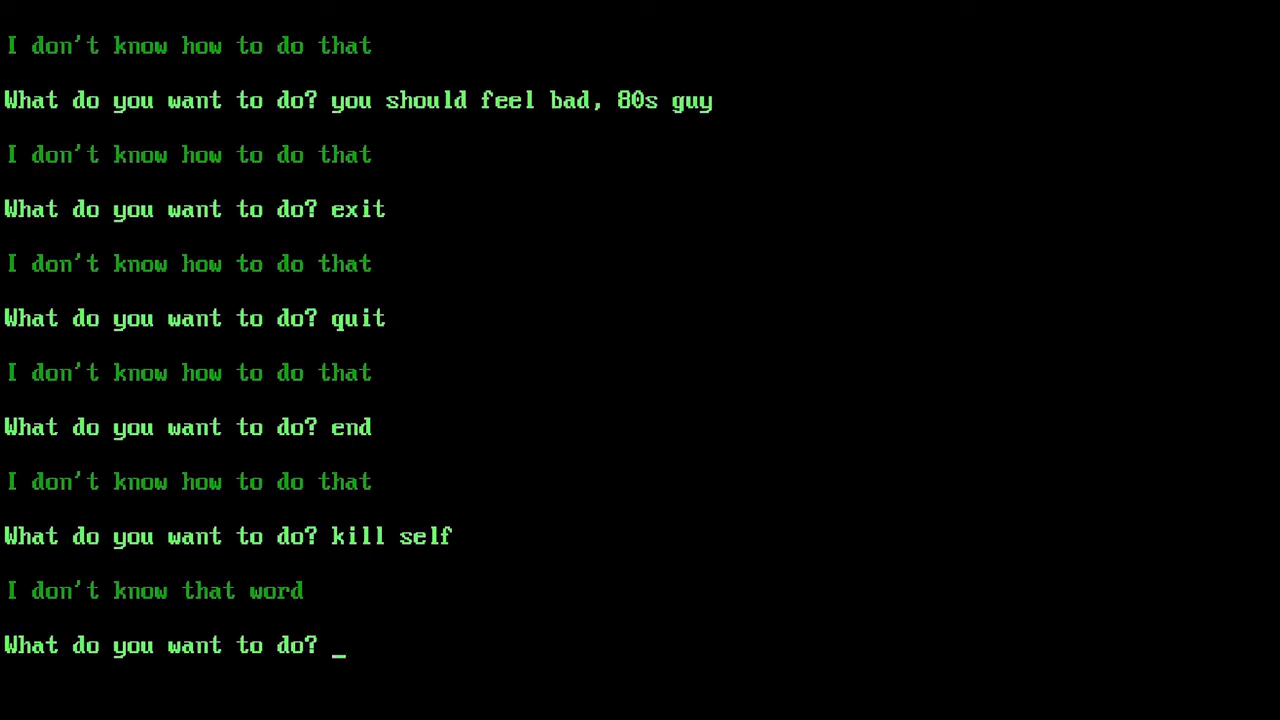 I don't know how to do that
What do you want to do? you should feel bad, 80s guy
I don't know how to do that
What do you want to do? exit
I don't know how to do that
What do you want to do? quit
I don't know how to do that
What do you want to do? end
I don't know how to do that
What do you want to do? kill self
I don't know that word
What do you want to do? _